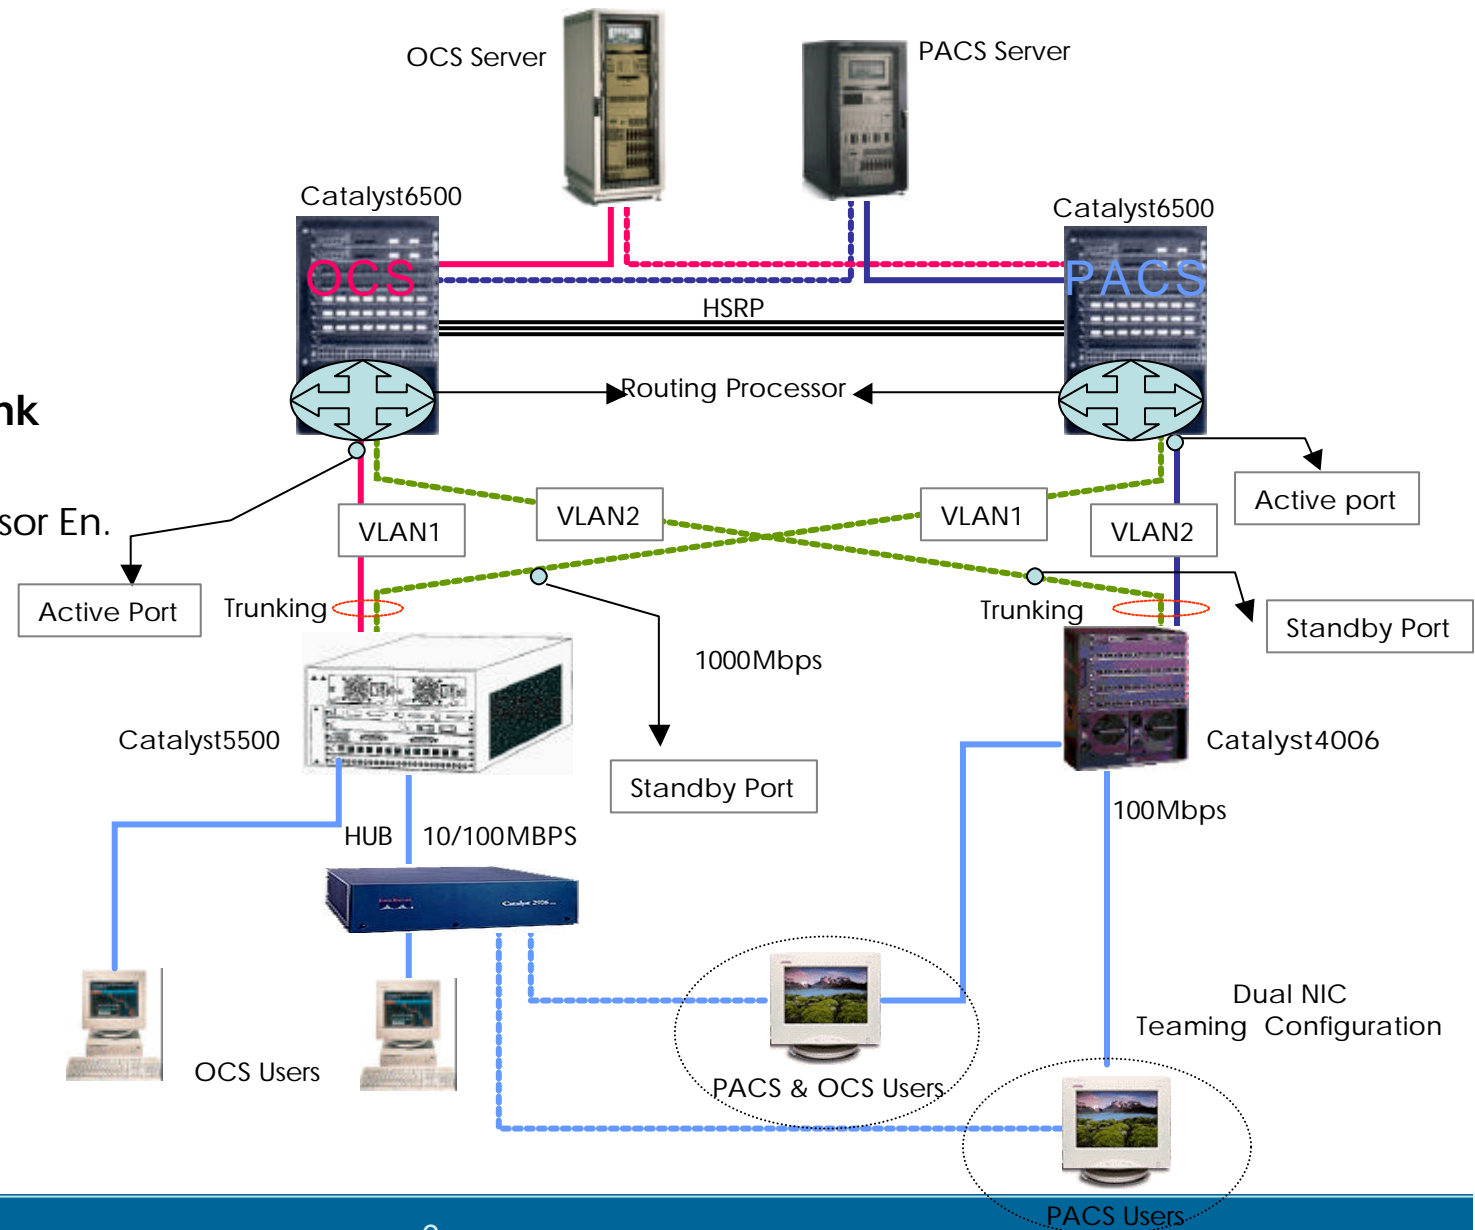 OCS Server
PACS Server
Catalyst6500
Catalyst6500
OCS
PACS
HSRP
Routing Processor
nk
sor En.
VLAN1
VLAN2
VLAN1
VLAN2
Active port
Active Port
Trunking
Trunking
Standby Port
1000Mbps
Catalyst5500
Catalyst4006
Standby Port
100Mbps
HUB
10/100MBPS
Dual NIC
Teaming Configuration
OCS Users
PACS & OCS Users
PACS Users